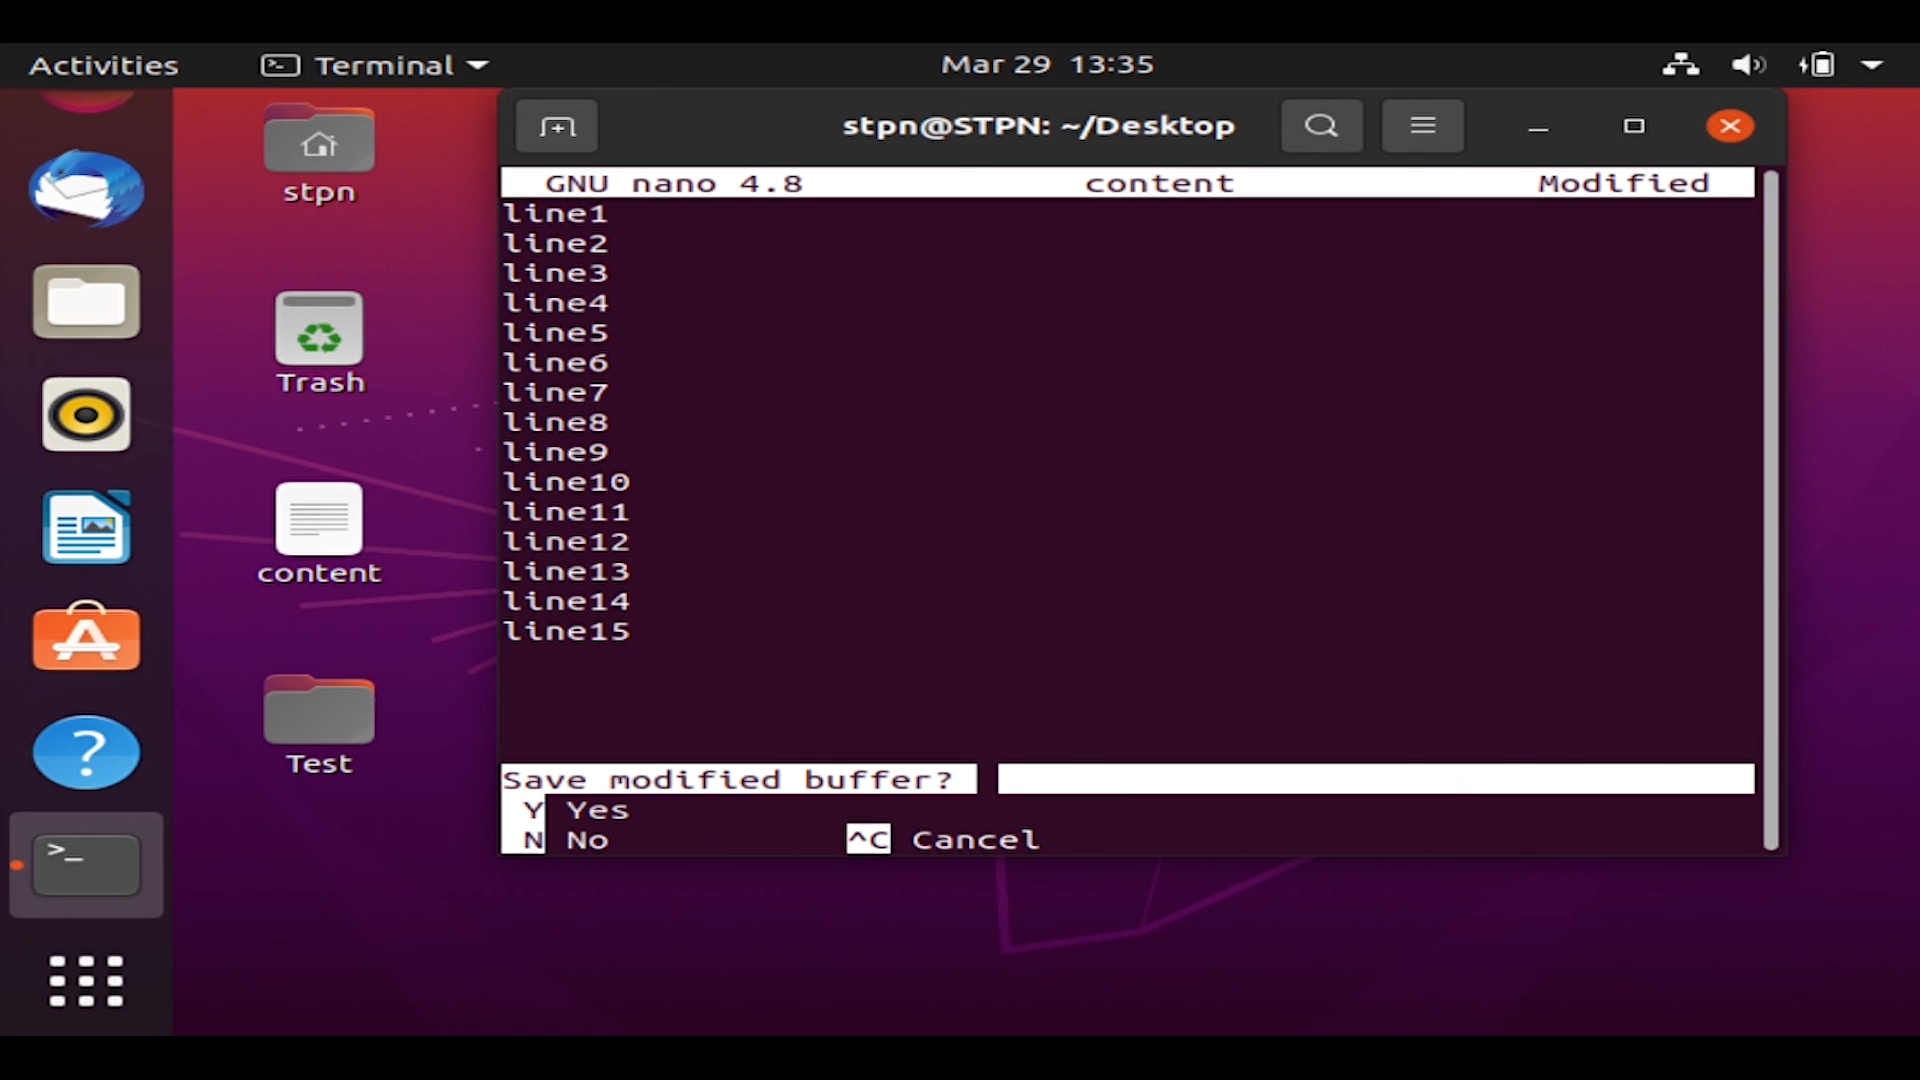 Activities
Terminal
Mar 29 13:35
stpn
Trash
content
Test
stpn@STPN: ~/Desktop
GNU nano 4.8 content Modified
line1
line2
line3
line4
line5
line6
line7
line8
line9
line10
line11
line12
line13
line14
line15
Save modified buffer?
Y Yes
N No ^C Cancel